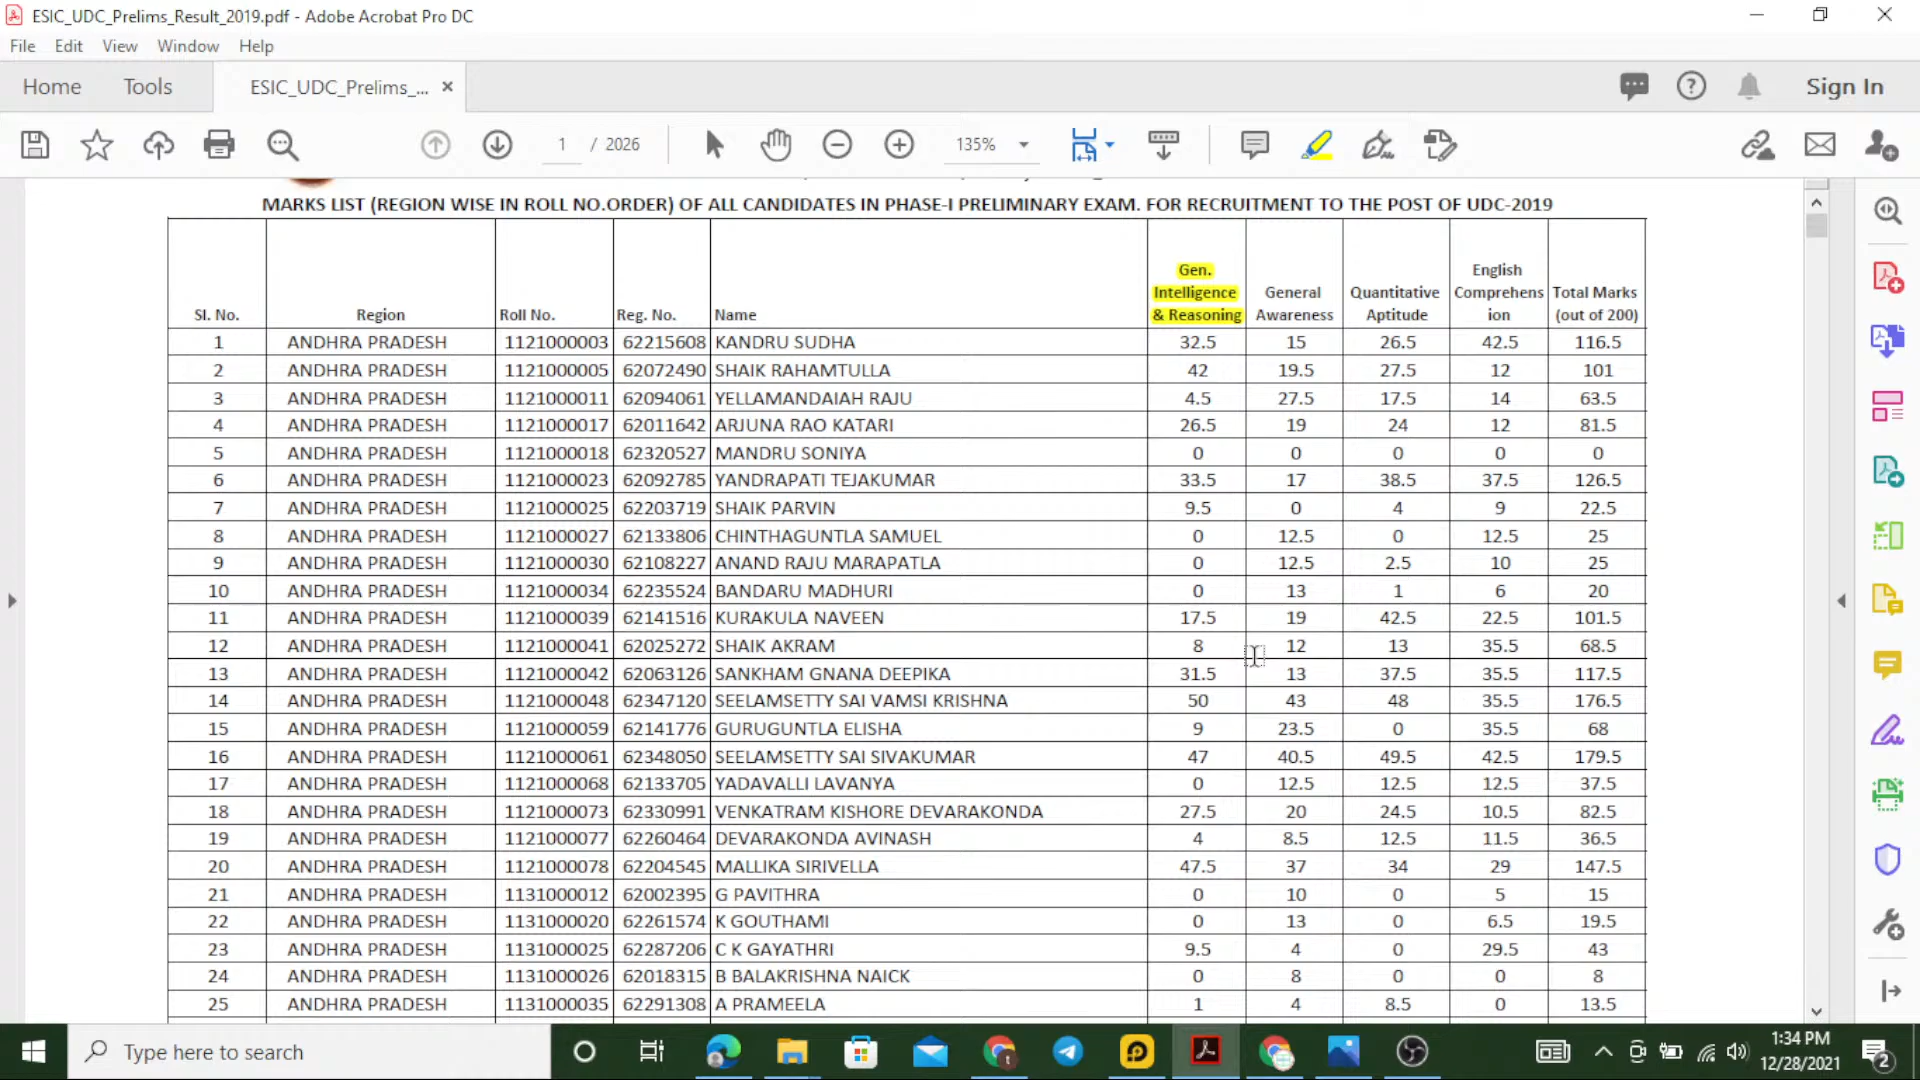 ESIC_UDC_Prelims_Result_2019.pdf - Adobe Acrobat Pro DC
File Edit View Window Help
Home Tools ESIC_UDC_Prelims_... × Sign In
1 / 2026 135%
MARKS LIST (REGION WISE IN ROLL NO.ORDER) OF ALL CANDIDATES IN PHASE-I PRELIMINARY EXAM. FOR RECRUITMENT TO THE POST OF UDC-2019
Sl. No. Region Roll No. Reg. No. Name Gen. Intelligence & Reasoning General Awareness Quantitative Aptitude English Comprehens ion Total Marks (out of 200)
1 ANDHRA PRADESH 1121000003 62215608 KANDRU SUDHA 32.5 15 26.5 42.5 116.5
2 ANDHRA PRADESH 1121000005 62072490 SHAIK RAHAMTULLA 42 19.5 27.5 12 101
3 ANDHRA PRADESH 1121000011 62094061 YELLAMANDAIAH RAJU 4.5 27.5 17.5 14 63.5
4 ANDHRA PRADESH 1121000017 62011642 ARJUNA RAO KATARI 26.5 19 24 12 81.5
5 ANDHRA PRADESH 1121000018 62320527 MANDRU SONIYA 0 0 0 0 0
6 ANDHRA PRADESH 1121000023 62092785 YANDRAPATI TEJAKUMAR 33.5 17 38.5 37.5 126.5
7 ANDHRA PRADESH 1121000025 62203719 SHAIK PARVIN 9.5 0 4 9 22.5
8 ANDHRA PRADESH 1121000027 62133806 CHINTHAGUNTLA SAMUEL 0 12.5 0 12.5 25
9 ANDHRA PRADESH 1121000030 62108227 ANAND RAJU MARAPATLA 0 12.5 2.5 10 25
10 ANDHRA PRADESH 1121000034 62235524 BANDARU MADHURI 0 13 1 6 20
11 ANDHRA PRADESH 1121000039 62141516 KURAKULA NAVEEN 17.5 19 42.5 22.5 101.5
12 ANDHRA PRADESH 1121000041 62025272 SHAIK AKRAM 8 12 13 35.5 68.5
13 ANDHRA PRADESH 1121000042 62063126 SANKHAM GNANA DEEPIKA 31.5 13 37.5 35.5 117.5
14 ANDHRA PRADESH 1121000048 62347120 SEELAMSETTY SAI VAMSI KRISHNA 50 43 48 35.5 176.5
15 ANDHRA PRADESH 1121000059 62141776 GURUGUNTLA ELISHA 9 23.5 0 35.5 68
16 ANDHRA PRADESH 1121000061 62348050 SEELAMSETTY SAI SIVAKUMAR 47 40.5 49.5 42.5 179.5
17 ANDHRA PRADESH 1121000068 62133705 YADAVALLI LAVANYA 0 12.5 12.5 12.5 37.5
18 ANDHRA PRADESH 1121000073 62330991 VENKATRAM KISHORE DEVARAKONDA 27.5 20 24.5 10.5 82.5
19 ANDHRA PRADESH 1121000077 62260464 DEVARAKONDA AVINASH 4 8.5 12.5 11.5 36.5
20 ANDHRA PRADESH 1121000078 62204545 MALLIKA SIRIVELLA 47.5 37 34 29 147.5
21 ANDHRA PRADESH 1131000012 62002395 G PAVITHRA 0 10 0 5 15
22 ANDHRA PRADESH 1131000020 62261574 K GOUTHAMI 0 13 0 6.5 19.5
23 ANDHRA PRADESH 1131000025 62287206 C K GAYATHRI 9.5 4 0 29.5 43
24 ANDHRA PRADESH 1131000026 62018315 B BALAKRISHNA NAICK 0 8 0 0 8
25 ANDHRA PRADESH 1131000035 62291308 A PRAMEELA 1 4 8.5 0 13.5
Type here to search
1:34 PM
12/28/2021
2